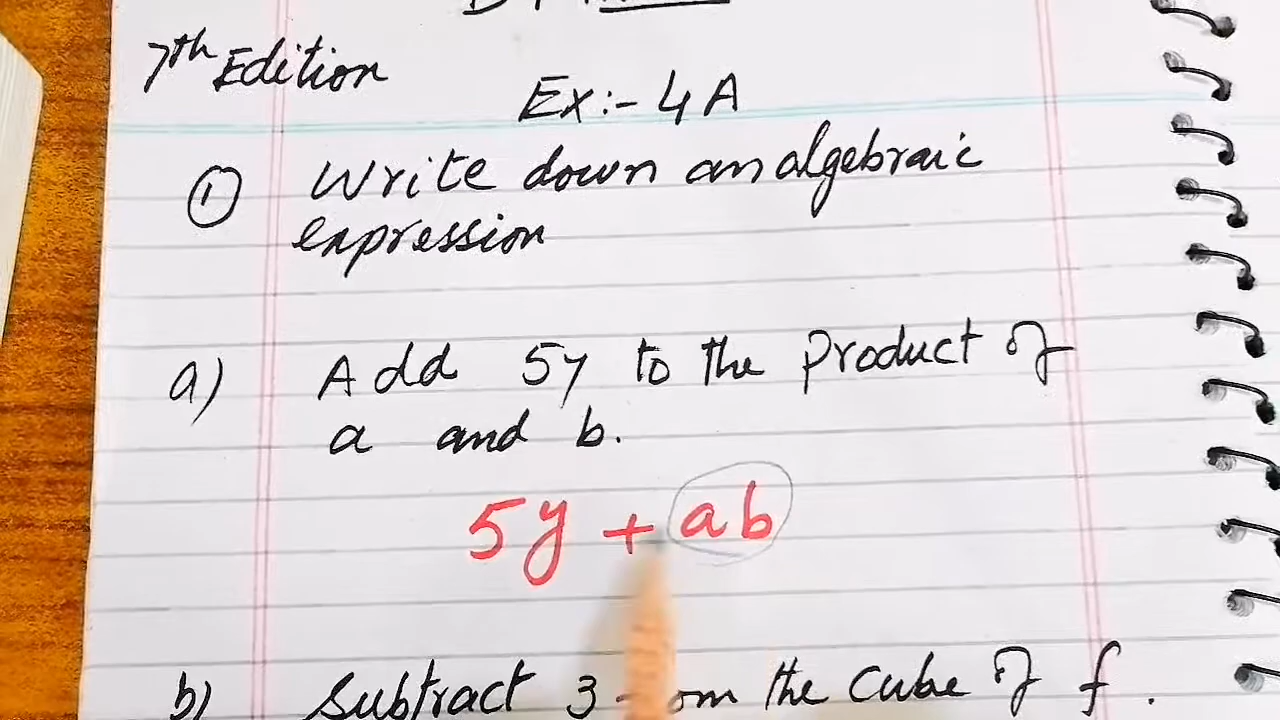 7th Edition
Ex:- 4A
① Write down an algebraic
expression
a) Add 5y to the product of
a and b.
5y + ab
b) Subtract 3 the cube of f.